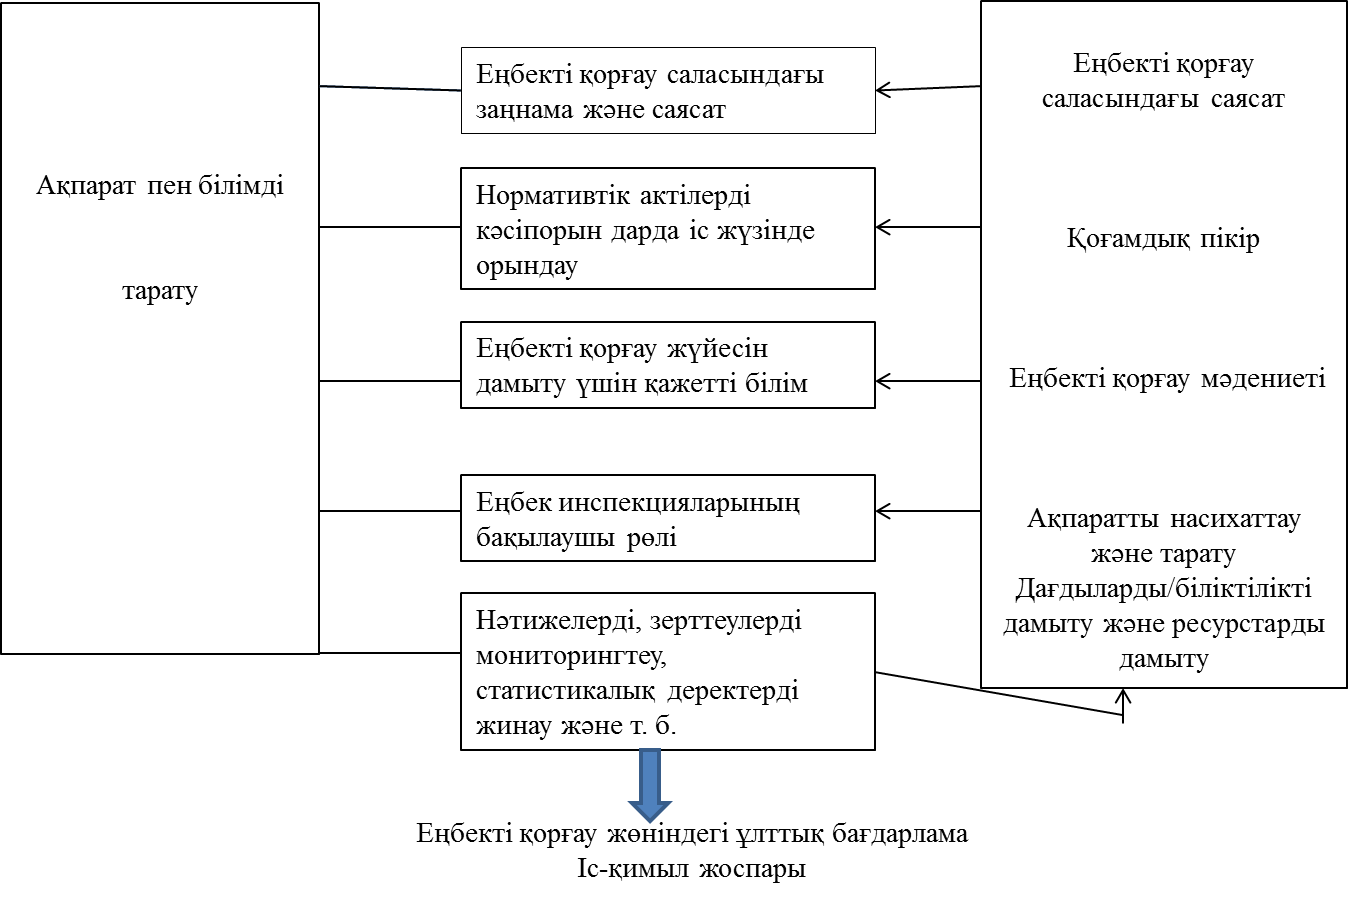 Ақпарат пен білімді
тарату
Еңбекті қорғау саласындағы
заңнама және саясат
Нормативтік актілерді
кәсіпорын дарда іс жүзінде
орындау
Еңбекті қорғау жүйесін
дамыту үшін қажетті білім
Еңбек инспекцияларының
бақылаушы рөлі
Нәтижелерді, зерттеулерді
мониторингтеу,
статистикалық деректерді
жинау және т. б.
Еңбекті қорғау
саласындағы саясат
Қоғамдық пікір
Еңбекті қорғау мәдениеті
Ақпаратты насихаттау
және тарату
Дағдыларды/біліктілікті
дамыту және ресурстарды
дамыту
Еңбекті қорғау жөніндегі ұлттық бағдарлама
Іс-қимыл жоспары